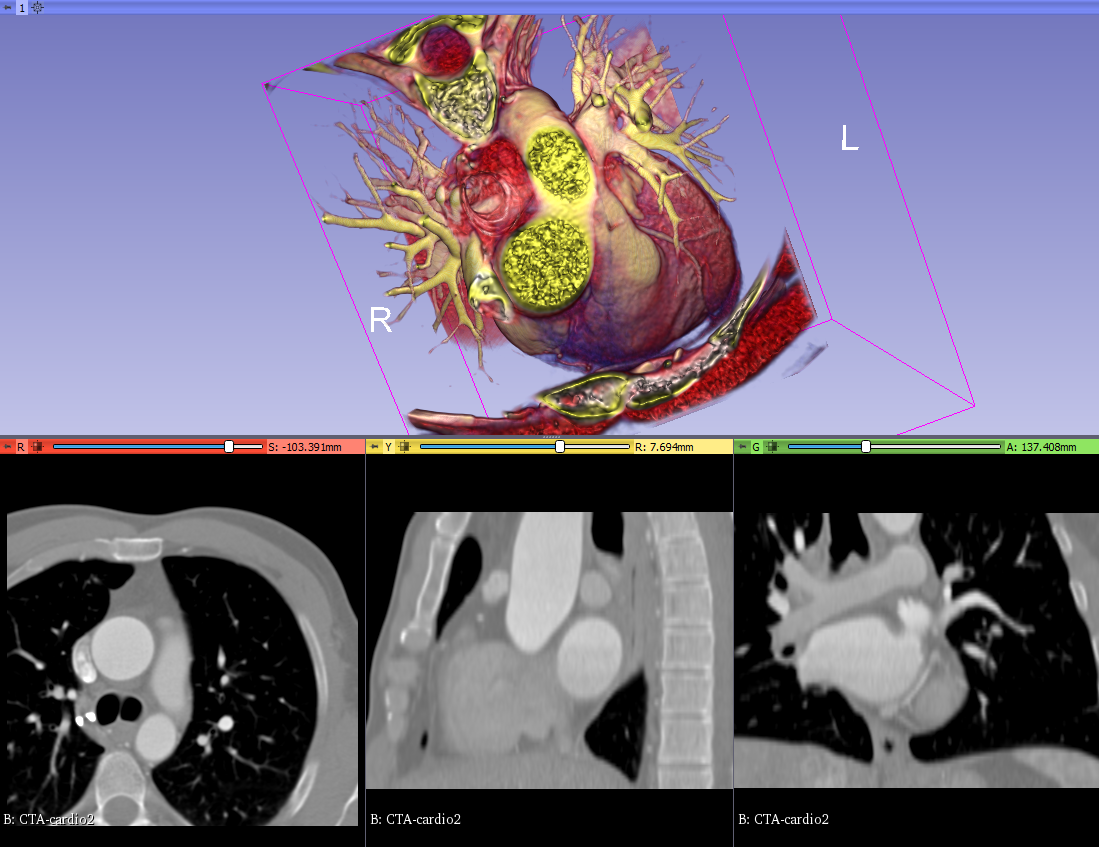 1
L
R
R S: -103.391mm
Y R: 7.694mm
G A: 137.408mm
B: CTA-cardio2
B: CTA-cardio2
B: CTA-cardio2